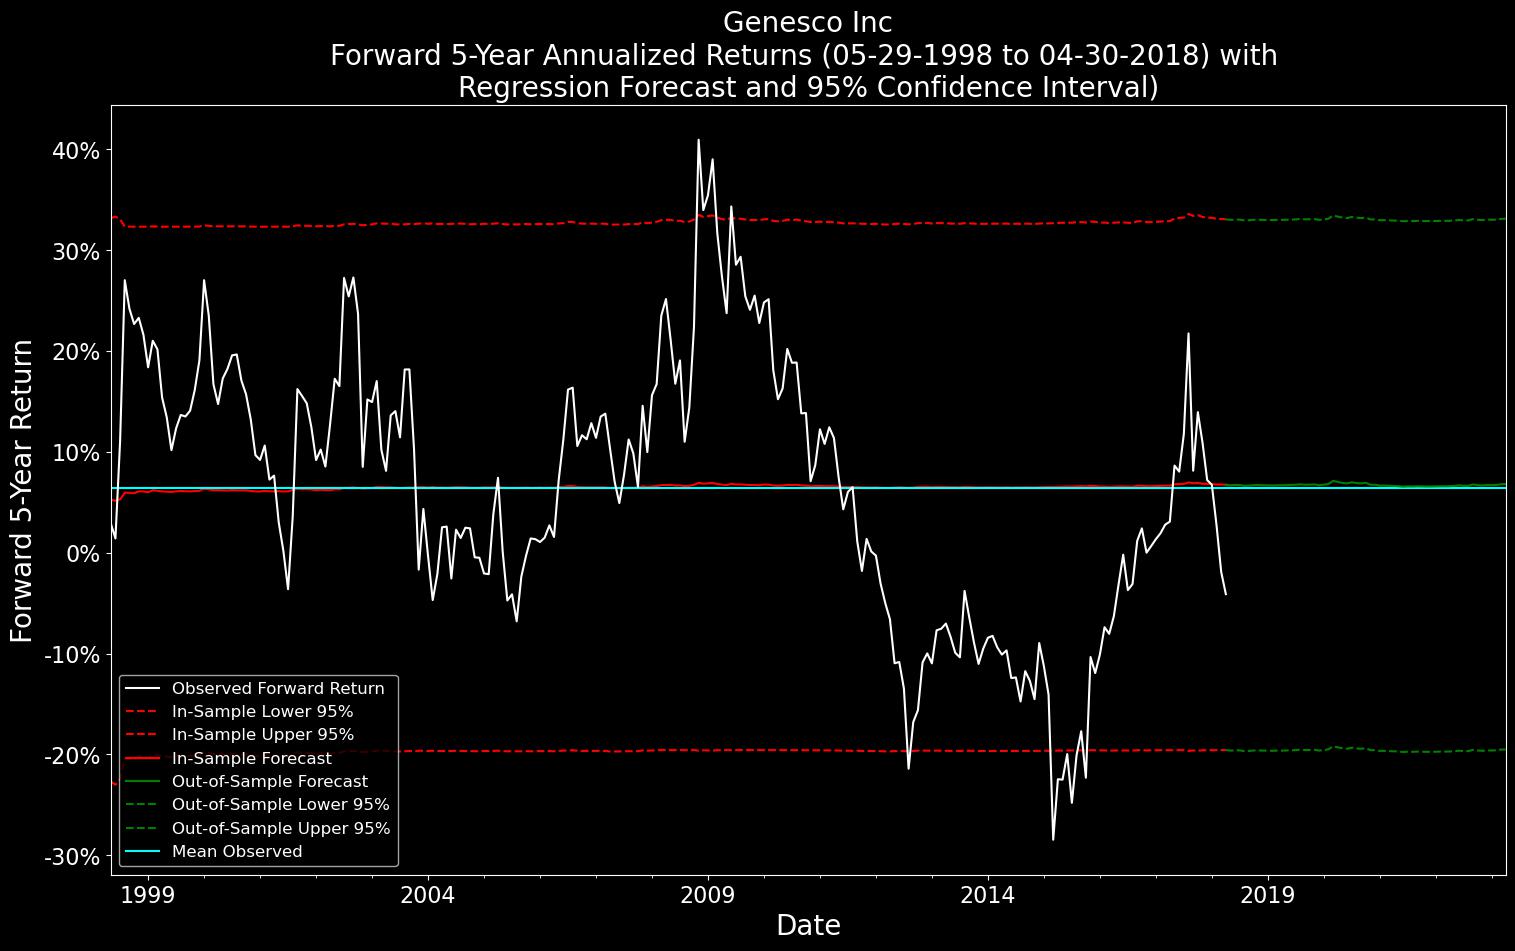 Genesco Inc
Forward 5-Year Annualized Returns (05-29-1998 to 04-30-2018) with
Regression Forecast and 95% Confidence Interval)
Forward 5-Year Return
40%
30%
20%
10%
0%
-10%
-20%
-30%
Observed Forward Return
In-Sample Lower 95%
In-Sample Upper 95%
In-Sample Forecast
Out-of-Sample Forecast
Out-of-Sample Lower 95%
Out-of-Sample Upper 95%
Mean Observed
1999
2004
2009
2014
2019
Date